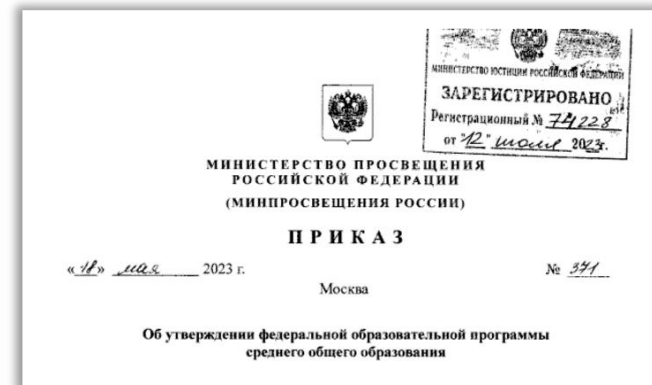 МИНИСТЕРСТВО ЮСТИЦИИ РОССИЙСКОЙ ФЕДЕРАЦИИ
ЗАРЕГИСТРИРОВАНО
Регистрационный № 74228
от "12" июля 2023г.
МИНИСТЕРСТВО ПРОСВЕЩЕНИЯ
РОССИЙСКОЙ ФЕДЕРАЦИИ
(МИНПРОСВЕЩЕНИЯ РОССИИ)
ПРИКАЗ
«18» мая 2023 г.
№ 371
Москва
Об утверждении федеральной образовательной программы
среднего общего образования